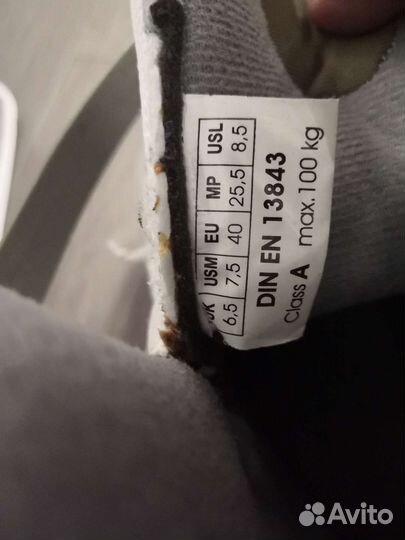 UK USM EU MP USL
6,5 7,5 40 25,5 8,5
DIN EN 13843
Class A max.100 kg
Avito